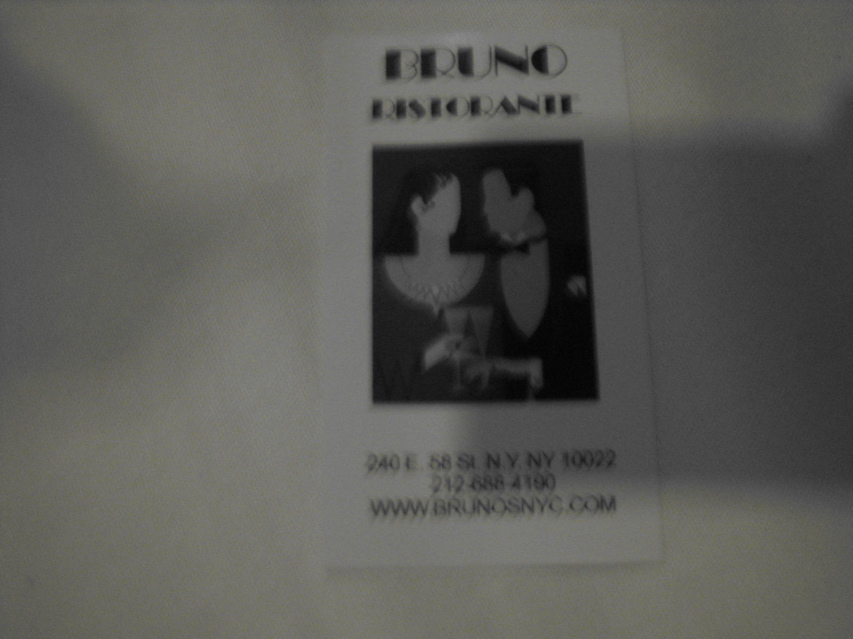 BRUNO
RISTORANTE
240 E. 58 St. N.Y. NY 10022
212-688-4190
WWW.BRUNOSNYC.COM